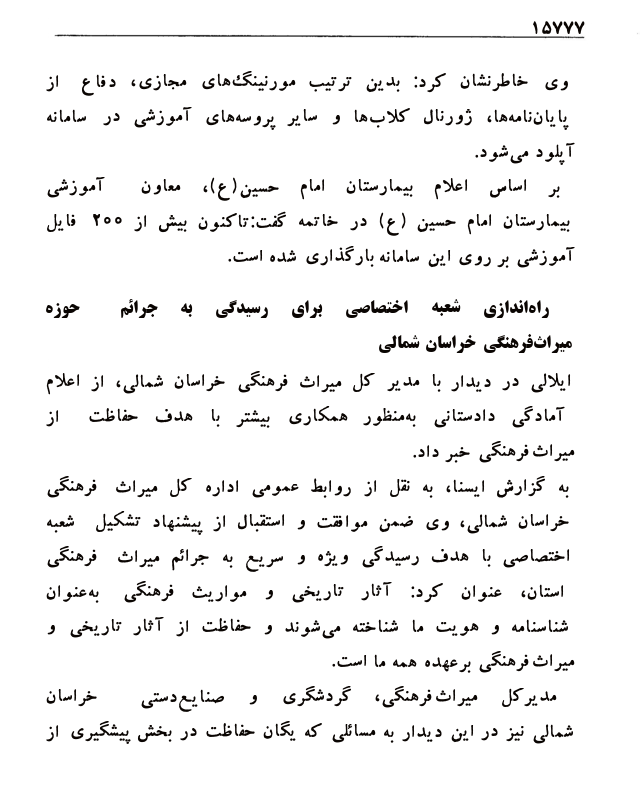 ۱۵۷۷۷
وی خاطرنشان کرد: بدین ترتیب مورنینگ‌های مجازی، دفاع از
پایان‌نامه‌ها، ژورنال کلاب‌ها و سایر پروسه‌های آموزشی در سامانه
آپلود می‌شود.
بر اساس اعلام بیمارستان امام حسین(ع)، معاون آموزشی
بیمارستان امام حسین (ع) در خاتمه گفت:تاکنون بیش از ۲۰۰ فایل
آموزشی بر روی این سامانه بارگذاری شده است.
راه‌اندازی شعبه اختصاصی برای رسیدگی به جرائم حوزه
میراث‌فرهنگی خراسان شمالی
ایلالی در دیدار با مدیر کل میراث فرهنگی خراسان شمالی، از اعلام
آمادگی دادستانی به‌منظور همکاری بیشتر با هدف حفاظت از
میراث‌فرهنگی خبر داد.
به گزارش ایسنا، به نقل از روابط عمومی اداره کل میراث فرهنگی
خراسان شمالی، وی ضمن موافقت و استقبال از پیشنهاد تشکیل شعبه
اختصاصی با هدف رسیدگی ویژه و سریع به جرائم میراث فرهنگی
استان، عنوان کرد: آثار تاریخی و مواریث فرهنگی به‌عنوان
شناسنامه و هویت ما شناخته می‌شوند و حفاظت از آثار تاریخی و
میراث‌فرهنگی برعهده همه ما است.
مدیرکل میراث‌فرهنگی، گردشگری و صنایع‌دستی خراسان
شمالی نیز در این دیدار به مسائلی که یگان حفاظت در بخش پیشگیری از